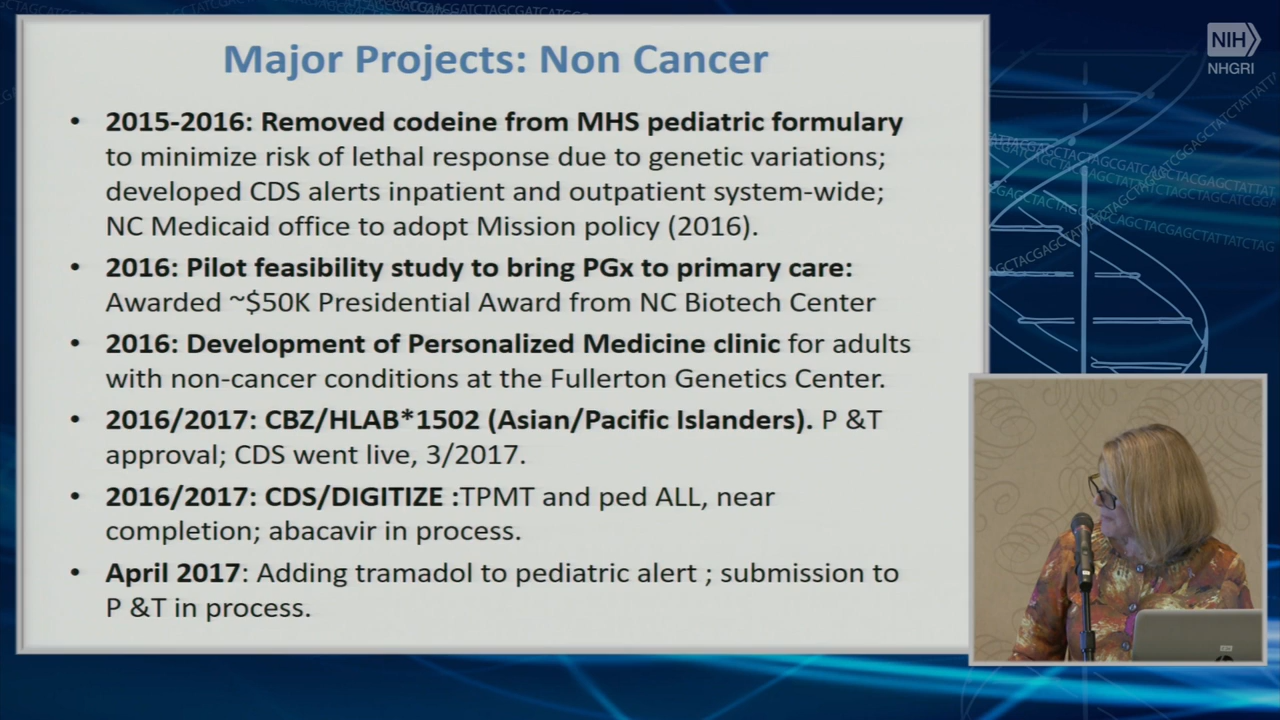 Major Projects: Non Cancer
• 2015-2016: Removed codeine from MHS pediatric formulary
to minimize risk of lethal response due to genetic variations;
developed CDS alerts inpatient and outpatient system-wide;
NC Medicaid office to adopt Mission policy (2016).
• 2016: Pilot feasibility study to bring PGx to primary care:
Awarded ~$50K Presidential Award from NC Biotech Center
• 2016: Development of Personalized Medicine clinic for adults
with non-cancer conditions at the Fullerton Genetics Center.
• 2016/2017: CBZ/HLAB*1502 (Asian/Pacific Islanders). P &T
approval; CDS went live, 3/2017.
• 2016/2017: CDS/DIGITIZE :TPMT and ped ALL, near
completion; abacavir in process.
• April 2017: Adding tramadol to pediatric alert ; submission to
P &T in process.
NIH
NHGRI